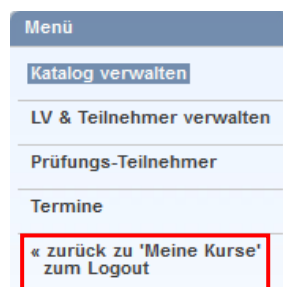 Menü
Katalog verwalten
LV & Teilnehmer verwalten
Prüfungs-Teilnehmer
Termine
« zurück zu 'Meine Kurse'
zum Logout